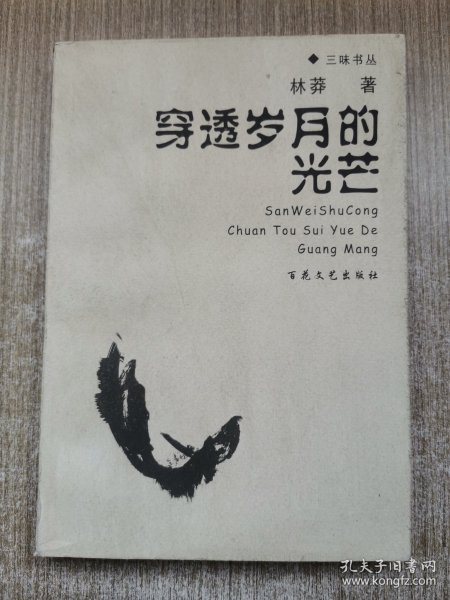 ◆ 三味书丛
林莽 著
穿透岁月的
光芒
SanWeiShuCong
Chuan Tou Sui Yue De
Guang Mang
百花文艺出版社
孔夫子旧书网
www.kongfz.com